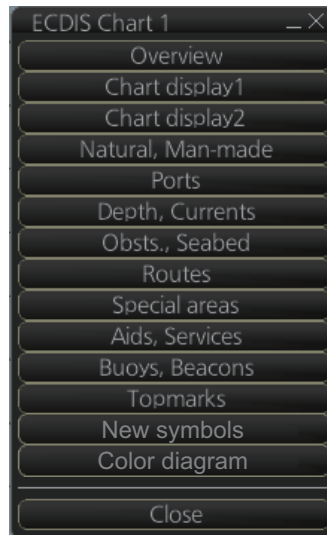 ECDIS Chart 1
Overview
Chart display1
Chart display2
Natural, Man-made
Ports
Depth, Currents
Obsts., Seabed
Routes
Special areas
Aids, Services
Buoys, Beacons
Topmarks
New symbols
Color diagram
Close